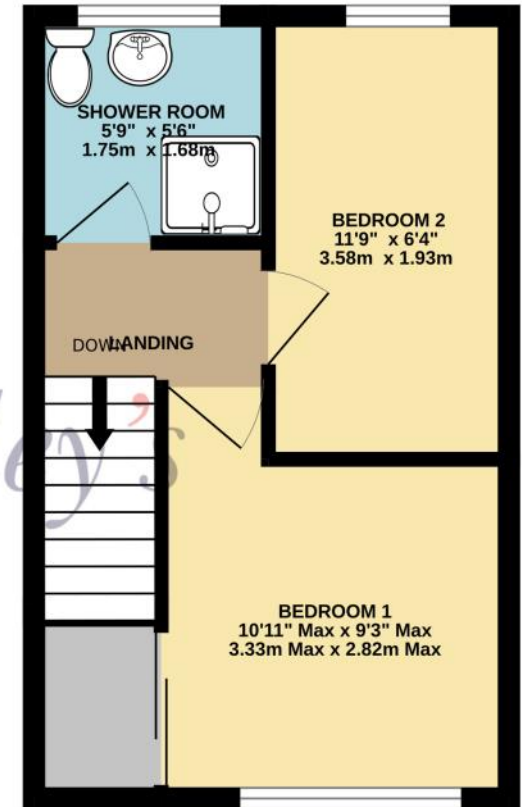 SHOWER ROOM
5'9" x 5'6"
1.75m x 1.68m
BEDROOM 2
11'9" x 6'4"
3.58m x 1.93m
DOWN
LANDING
BEDROOM 1
10'11" Max x 9'3" Max
3.33m Max x 2.82m Max